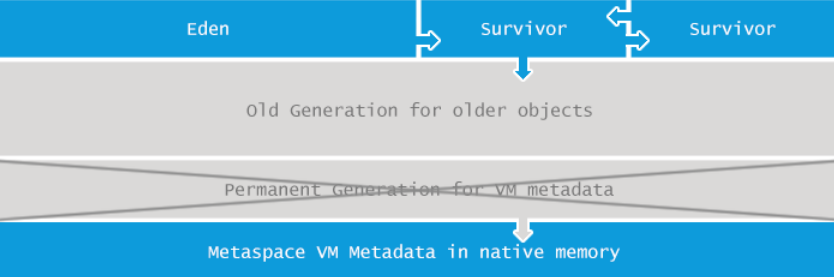 Eden
Survivor
Survivor
Old Generation for older objects
Permanent Generation for VM metadata
Metaspace VM Metadata in native memory